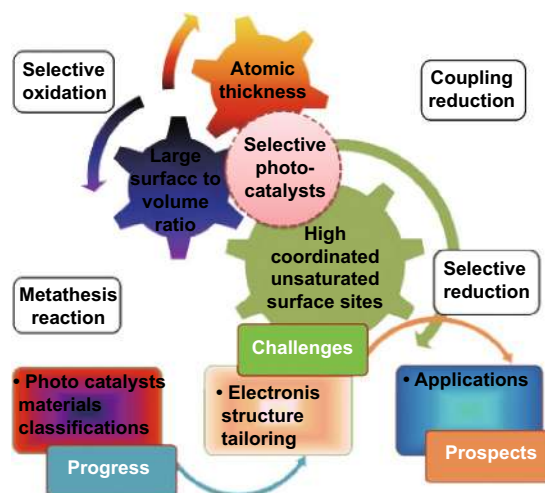 Selective
oxidation
Atomic
thickness
Coupling
reduction
Large
surfacc to
volume
ratio
Selective
photo-
catalysts
High
coordinated
unsaturated
surface sites
Metathesis
reaction
Selective
reduction
Challenges
• Photo catalysts
materials
classifications
• Electronis
structure
tailoring
• Applications
Progress
Prospects